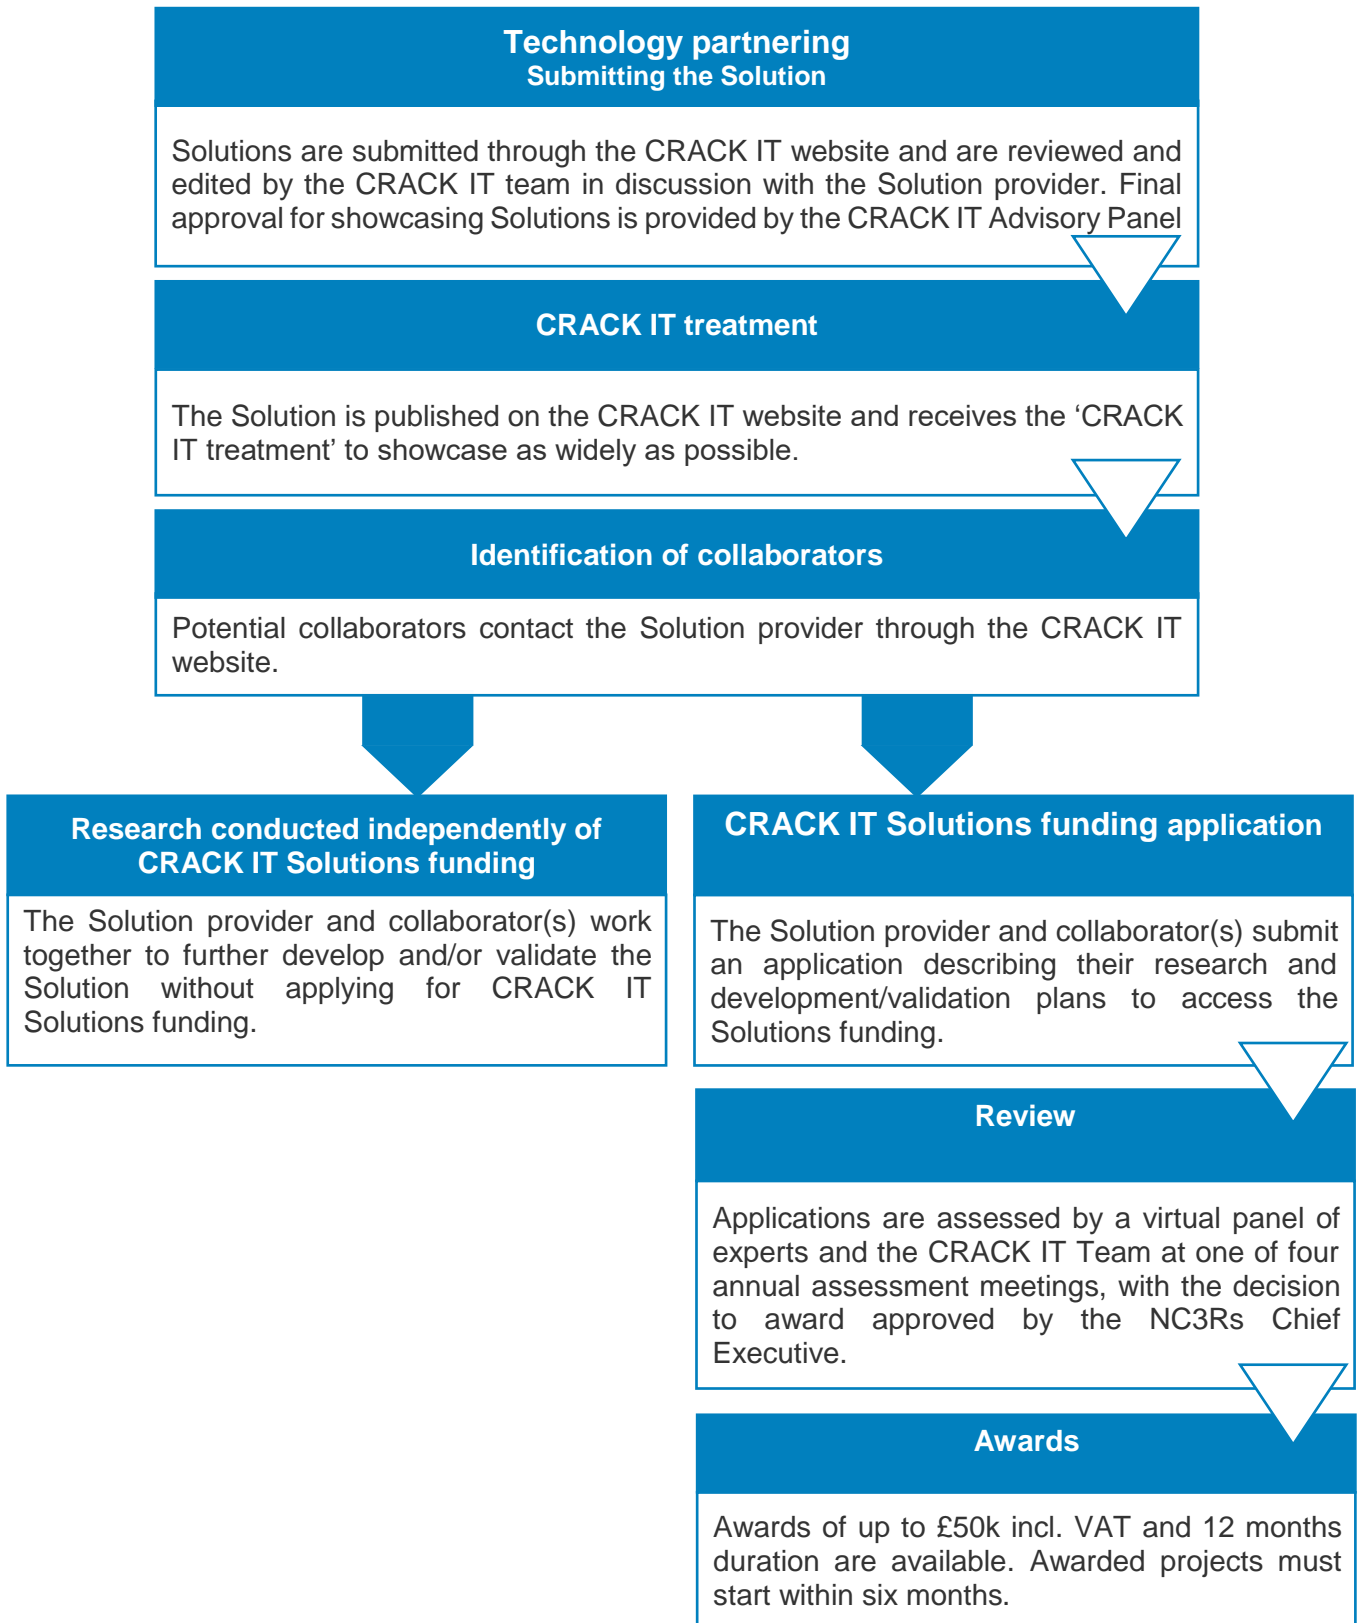 Technology partnering
Submitting the Solution
Solutions are submitted through the CRACK IT website and are reviewed and
edited by the CRACK IT team in discussion with the Solution provider. Final
approval for showcasing Solutions is provided by the CRACK IT Advisory Panel
CRACK IT treatment
The Solution is published on the CRACK IT website and receives the ‘CRACK
IT treatment’ to showcase as widely as possible.
Identification of collaborators
Potential collaborators contact the Solution provider through the CRACK IT
website.
Research conducted independently of
CRACK IT Solutions funding
The Solution provider and collaborator(s) work
together to further develop and/or validate the
Solution without applying for CRACK IT
Solutions funding.
CRACK IT Solutions funding application
The Solution provider and collaborator(s) submit
an application describing their research and
development/validation plans to access the
Solutions funding.
Review
Applications are assessed by a virtual panel of
experts and the CRACK IT Team at one of four
annual assessment meetings, with the decision
to award approved by the NC3Rs Chief
Executive.
Awards
Awards of up to £50k incl. VAT and 12 months
duration are available. Awarded projects must
start within six months.